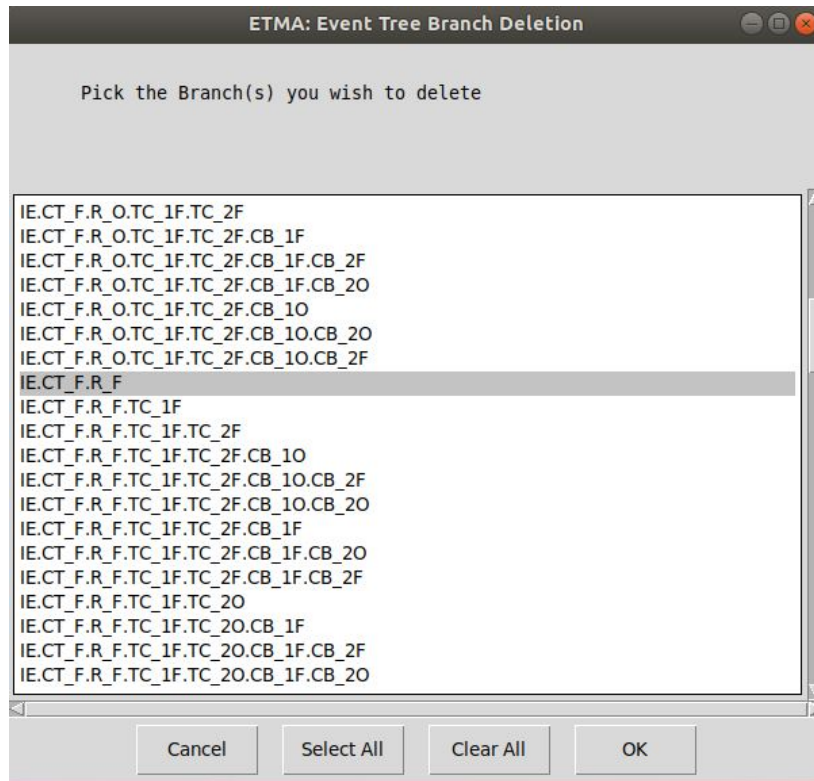 ETMA: Event Tree Branch Deletion
Pick the Branch(s) you wish to delete
IE.CT_F.R_O.TC_1F.TC_2F
IE.CT_F.R_O.TC_1F.TC_2F.CB_1F
IE.CT_F.R_O.TC_1F.TC_2F.CB_1F.CB_2F
IE.CT_F.R_O.TC_1F.TC_2F.CB_1F.CB_2O
IE.CT_F.R_O.TC_1F.TC_2F.CB_1O
IE.CT_F.R_O.TC_1F.TC_2F.CB_1O.CB_2O
IE.CT_F.R_O.TC_1F.TC_2F.CB_1O.CB_2F
IE.CT_F.R_F
IE.CT_F.R_F.TC_1F
IE.CT_F.R_F.TC_1F.TC_2F
IE.CT_F.R_F.TC_1F.TC_2F.CB_1O
IE.CT_F.R_F.TC_1F.TC_2F.CB_1O.CB_2F
IE.CT_F.R_F.TC_1F.TC_2F.CB_1O.CB_2O
IE.CT_F.R_F.TC_1F.TC_2F.CB_1F
IE.CT_F.R_F.TC_1F.TC_2F.CB_1F.CB_2O
IE.CT_F.R_F.TC_1F.TC_2F.CB_1F.CB_2F
IE.CT_F.R_F.TC_1F.TC_2O
IE.CT_F.R_F.TC_1F.TC_2O.CB_1F
IE.CT_F.R_F.TC_1F.TC_2O.CB_1F.CB_2F
IE.CT_F.R_F.TC_1F.TC_2O.CB_1F.CB_2O
Cancel Select All Clear All OK